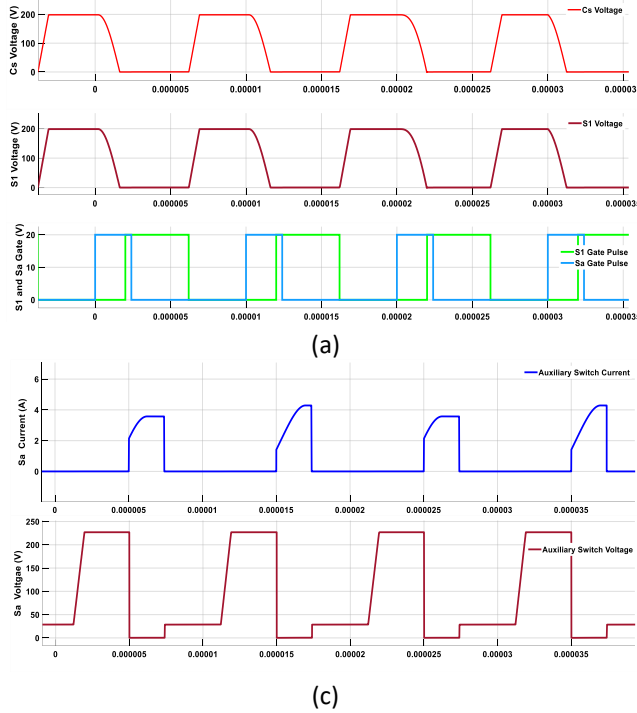 Cs Voltage (V)
200
100
0
Cs Voltage
0 0.000005 0.00001 0.000015 0.00002 0.000025 0.00003 0.000035
S1 Voltage (V)
200
100
0
S1 Voltage
0 0.000005 0.00001 0.000015 0.00002 0.000025 0.00003 0.000035
S1 and Sa Gate (V)
20
10
0
S1 Gate Pulse
Sa Gate Pulse
0 0.000005 0.00001 0.000015 0.00002 0.000025 0.00003 0.000035
(a)
Sa Current (A)
6
4
2
0
Auxiliary Switch Current
0 0.000005 0.00001 0.000015 0.00002 0.000025 0.00003 0.000035
Sa Voltgae (V)
250
200
150
100
50
0
Auxiliary Switch Voltage
0 0.000005 0.00001 0.000015 0.00002 0.000025 0.00003 0.000035
(c)